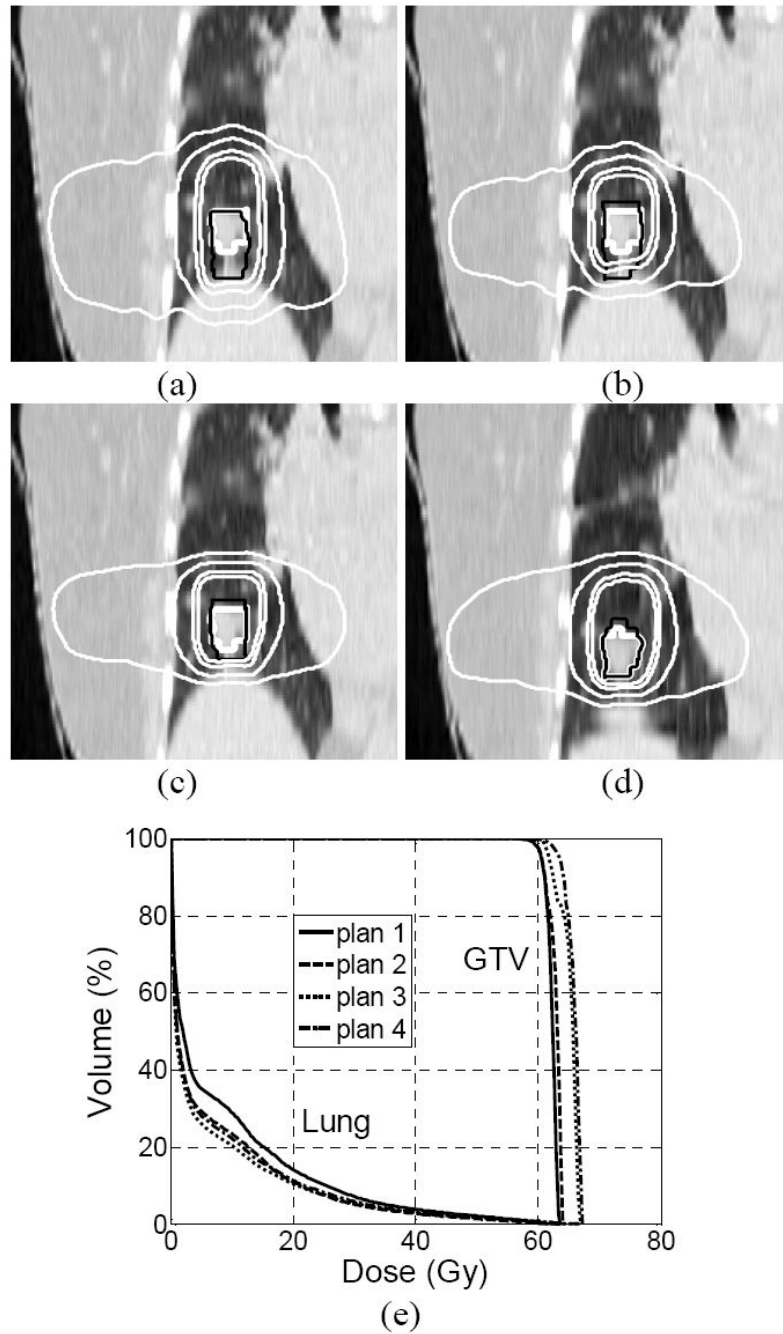 (a)
(b)
(c)
(d)
100
80
60
40
20
0
Volume (%)
plan 1
plan 2
plan 3
plan 4
GTV
Lung
0
20
40
60
80
Dose (Gy)
(e)